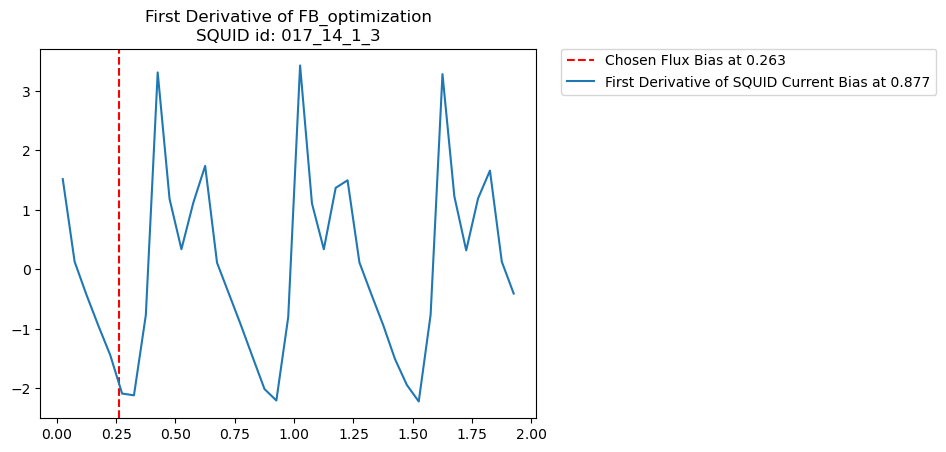 First Derivative of FB_optimization
SQUID id: 017_14_1_3
Chosen Flux Bias at 0.263
First Derivative of SQUID Current Bias at 0.877
3
2
1
0
−1
−2
0.00 0.25 0.50 0.75 1.00 1.25 1.50 1.75 2.00